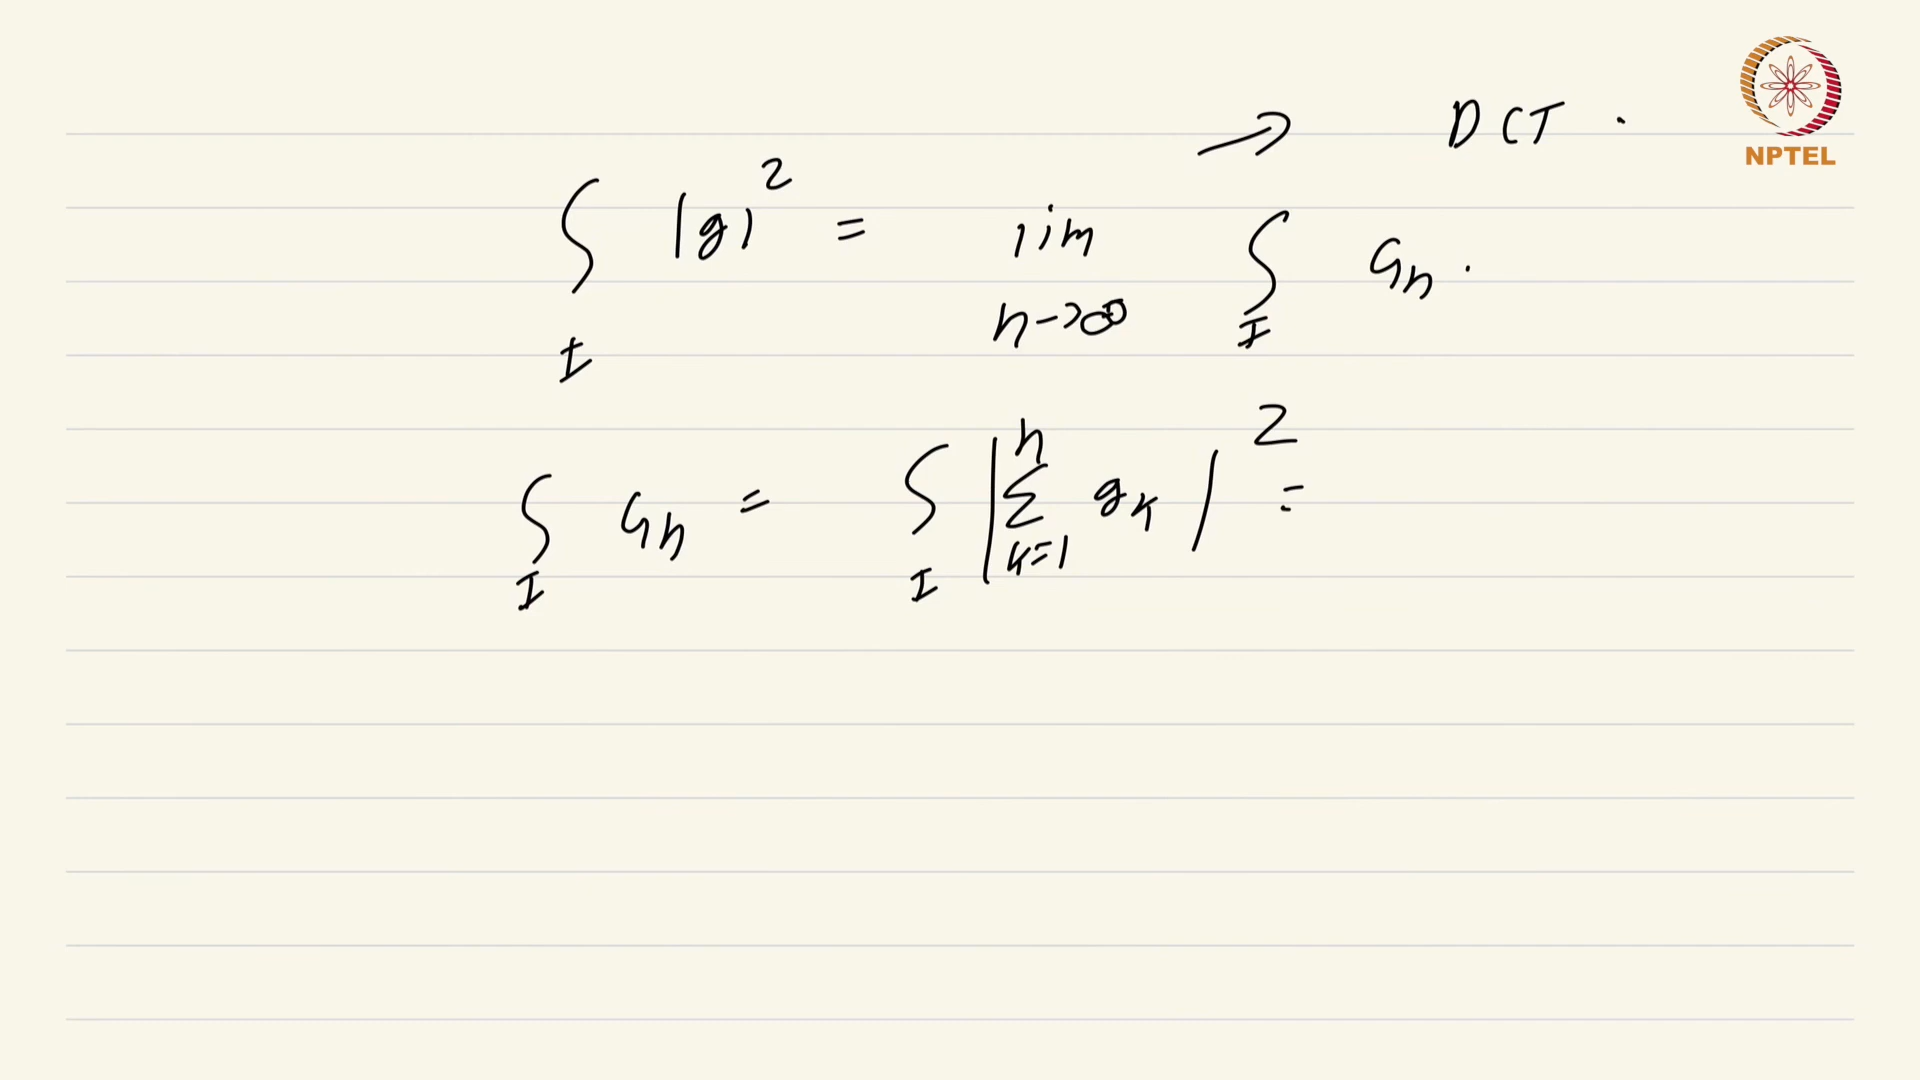 → DCT.
NPTEL
∫_I |g|² = lim_{n→∞} ∫_I G_n.
∫_I G_n = ∫_I |∑_{k=1}^n g_k|² =